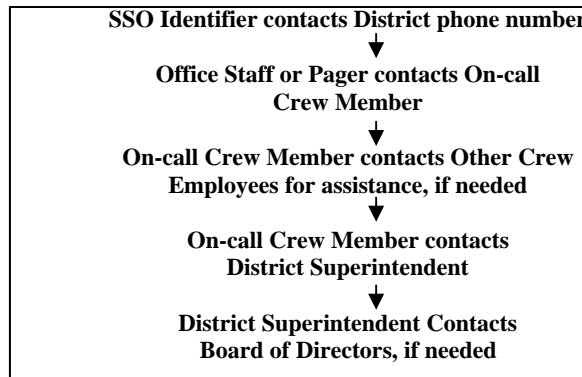 SSO Identifier contacts District phone number
Office Staff or Pager contacts On-call
Crew Member
On-call Crew Member contacts Other Crew
Employees for assistance, if needed
On-call Crew Member contacts
District Superintendent
District Superintendent Contacts
Board of Directors, if needed